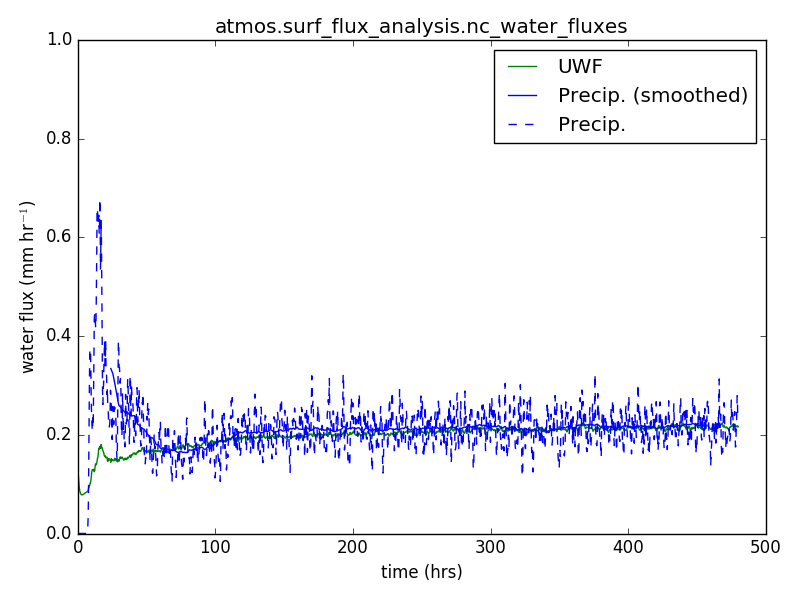 atmos.surf_flux_analysis.nc_water_fluxes
UWF
Precip. (smoothed)
Precip.
water flux (mm hr⁻¹)
1.0
0.8
0.6
0.4
0.2
0.0
0 100 200 300 400 500
time (hrs)